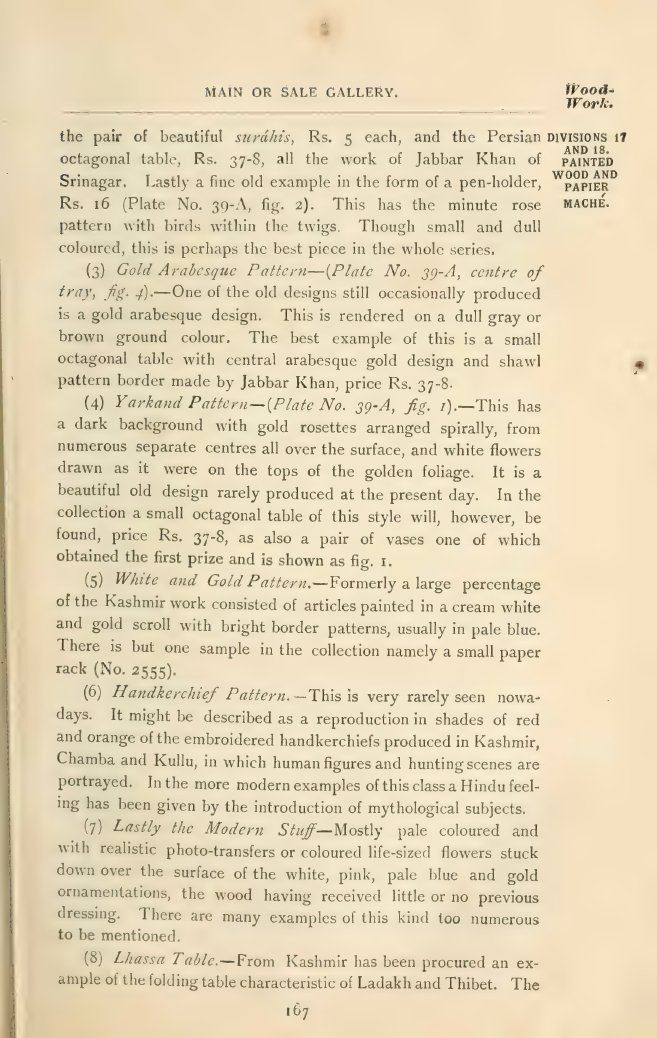 MAIN OR SALE GALLERY.
Wood-
Work.
DIVISIONS 17
AND 18.
PAINTED
WOOD AND
PAPIER
MACHÉ.
the pair of beautiful suráhis, Rs. 5 each, and the Persian
octagonal table, Rs. 37-8, all the work of Jabbar Khan of
Srinagar. Lastly a fine old example in the form of a pen-holder,
Rs. 16 (Plate No. 39-A, fig. 2). This has the minute rose
pattern with birds within the twigs. Though small and dull
coloured, this is perhaps the best piece in the whole series.
(3) Gold Arabesque Pattern—(Plate No. 39-A, centre of
tray, fig. 4).—One of the old designs still occasionally produced
is a gold arabesque design. This is rendered on a dull gray or
brown ground colour. The best example of this is a small
octagonal table with central arabesque gold design and shawl
pattern border made by Jabbar Khan, price Rs. 37-8.
(4) Yarkand Pattern—(Plate No. 39-A, fig. 1).—This has
a dark background with gold rosettes arranged spirally, from
numerous separate centres all over the surface, and white flowers
drawn as it were on the tops of the golden foliage. It is a
beautiful old design rarely produced at the present day. In the
collection a small octagonal table of this style will, however, be
found, price Rs. 37-8, as also a pair of vases one of which
obtained the first prize and is shown as fig. 1.
(5) White and Gold Pattern.—Formerly a large percentage
of the Kashmir work consisted of articles painted in a cream white
and gold scroll with bright border patterns, usually in pale blue.
There is but one sample in the collection namely a small paper
rack (No. 2555).
(6) Handkerchief Pattern.—This is very rarely seen nowa-
days. It might be described as a reproduction in shades of red
and orange of the embroidered handkerchiefs produced in Kashmir,
Chamba and Kullu, in which human figures and hunting scenes are
portrayed. In the more modern examples of this class a Hindu feel-
ing has been given by the introduction of mythological subjects.
(7) Lastly the Modern Stuff—Mostly pale coloured and
with realistic photo-transfers or coloured life-sized flowers stuck
down over the surface of the white, pink, pale blue and gold
ornamentations, the wood having received little or no previous
dressing. There are many examples of this kind too numerous
to be mentioned.
(8) Lhassa Table.—From Kashmir has been procured an ex-
ample of the folding table characteristic of Ladakh and Thibet. The
167